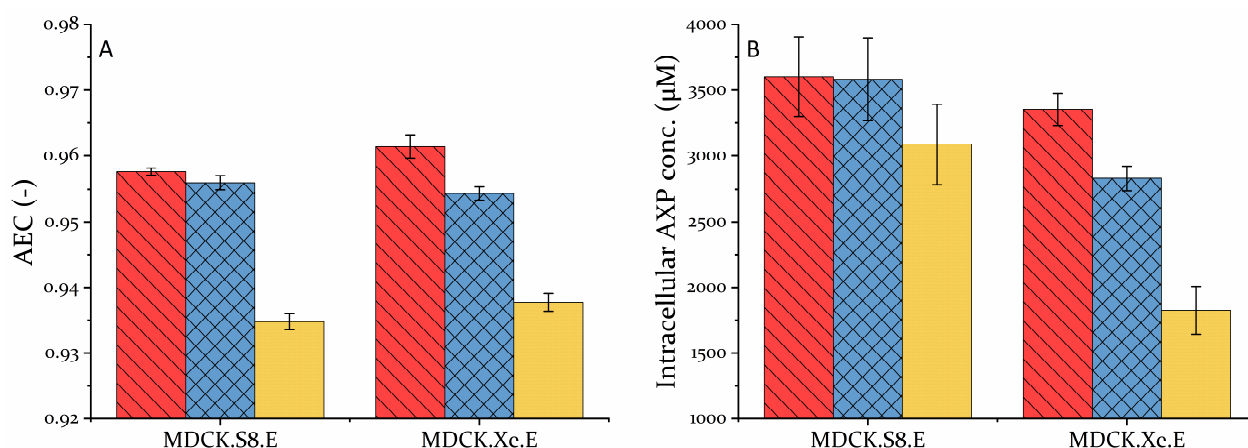 A
AEC (-)
0.98
0.97
0.96
0.95
0.94
0.93
0.92
MDCK.S8.E
MDCK.Xc.E
B
Intracellular AXP conc. (µM)
4000
3500
3000
2500
2000
1500
1000
MDCK.S8.E
MDCK.Xc.E